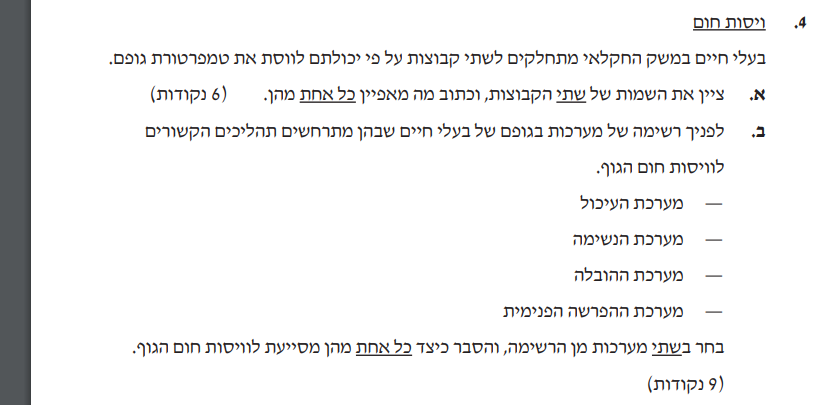 4. ויסות חום
בעלי חיים במשק החקלאי מתחלקים לשתי קבוצות על פי יכולתם לווסת את טמפרטורת גופם.
א. ציין את השמות של שתי הקבוצות, וכתוב מה מאפיין כל אחת מהן. (6 נקודות)
ב. לפניך רשימה של מערכות בגופם של בעלי חיים שבהן מתרחשים תהליכים הקשורים
לוויסות חום הגוף.
— מערכת העיכול
— מערכת הנשימה
— מערכת ההובלה
— מערכת ההפרשה הפנימית
בחר בשתי מערכות מן הרשימה, והסבר כיצד כל אחת מהן מסייעת לוויסות חום הגוף.
(9 נקודות)